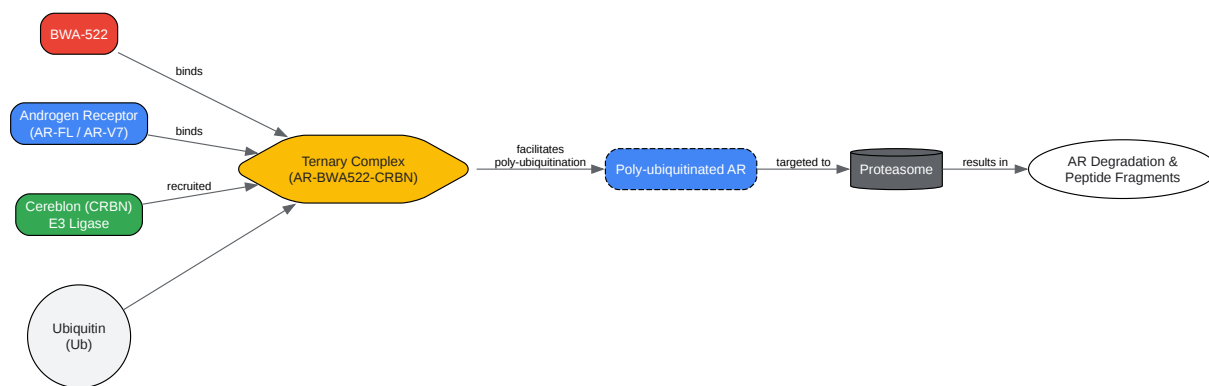 BWA-522
binds
Androgen Receptor
(AR-FL / AR-V7)
binds
Cereblon (CRBN)
E3 Ligase
recruited
Ubiquitin
(Ub)
Ternary Complex
(AR-BWA522-CRBN)
facilitates
poly-ubiquitination
Poly-ubiquitinated AR
targeted to
Proteasome
results in
AR Degradation &
Peptide Fragments